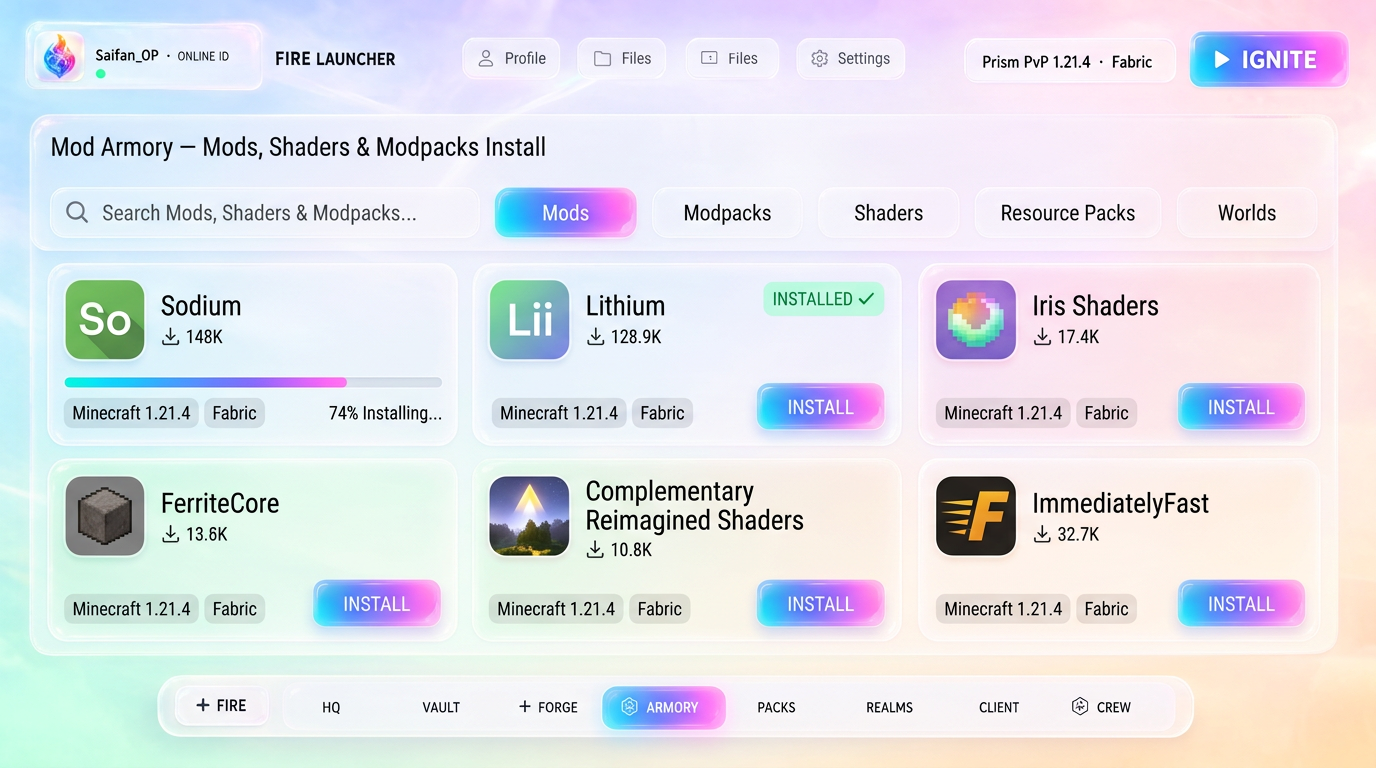 Saifan_OP · ONLINE ID
FIRE LAUNCHER
Profile
Files
Files
Settings
Prism PvP 1.21.4 · Fabric
IGNITE
Mod Armory — Mods, Shaders & Modpacks Install
Search Mods, Shaders & Modpacks...
Mods
Modpacks
Shaders
Resource Packs
Worlds
So
Sodium
148K
Minecraft 1.21.4
Fabric
74% Installing...
Lii
Lithium
128.9K
INSTALLED
Minecraft 1.21.4
Fabric
INSTALL
Iris Shaders
17.4K
Minecraft 1.21.4
Fabric
INSTALL
FerriteCore
13.6K
Minecraft 1.21.4
Fabric
INSTALL
Complementary
Reimagined Shaders
10.8K
Minecraft 1.21.4
Fabric
INSTALL
F
ImmediatelyFast
32.7K
Minecraft 1.21.4
Fabric
INSTALL
+ FIRE
HQ
VAULT
+ FORGE
ARMORY
PACKS
REALMS
CLIENT
CREW